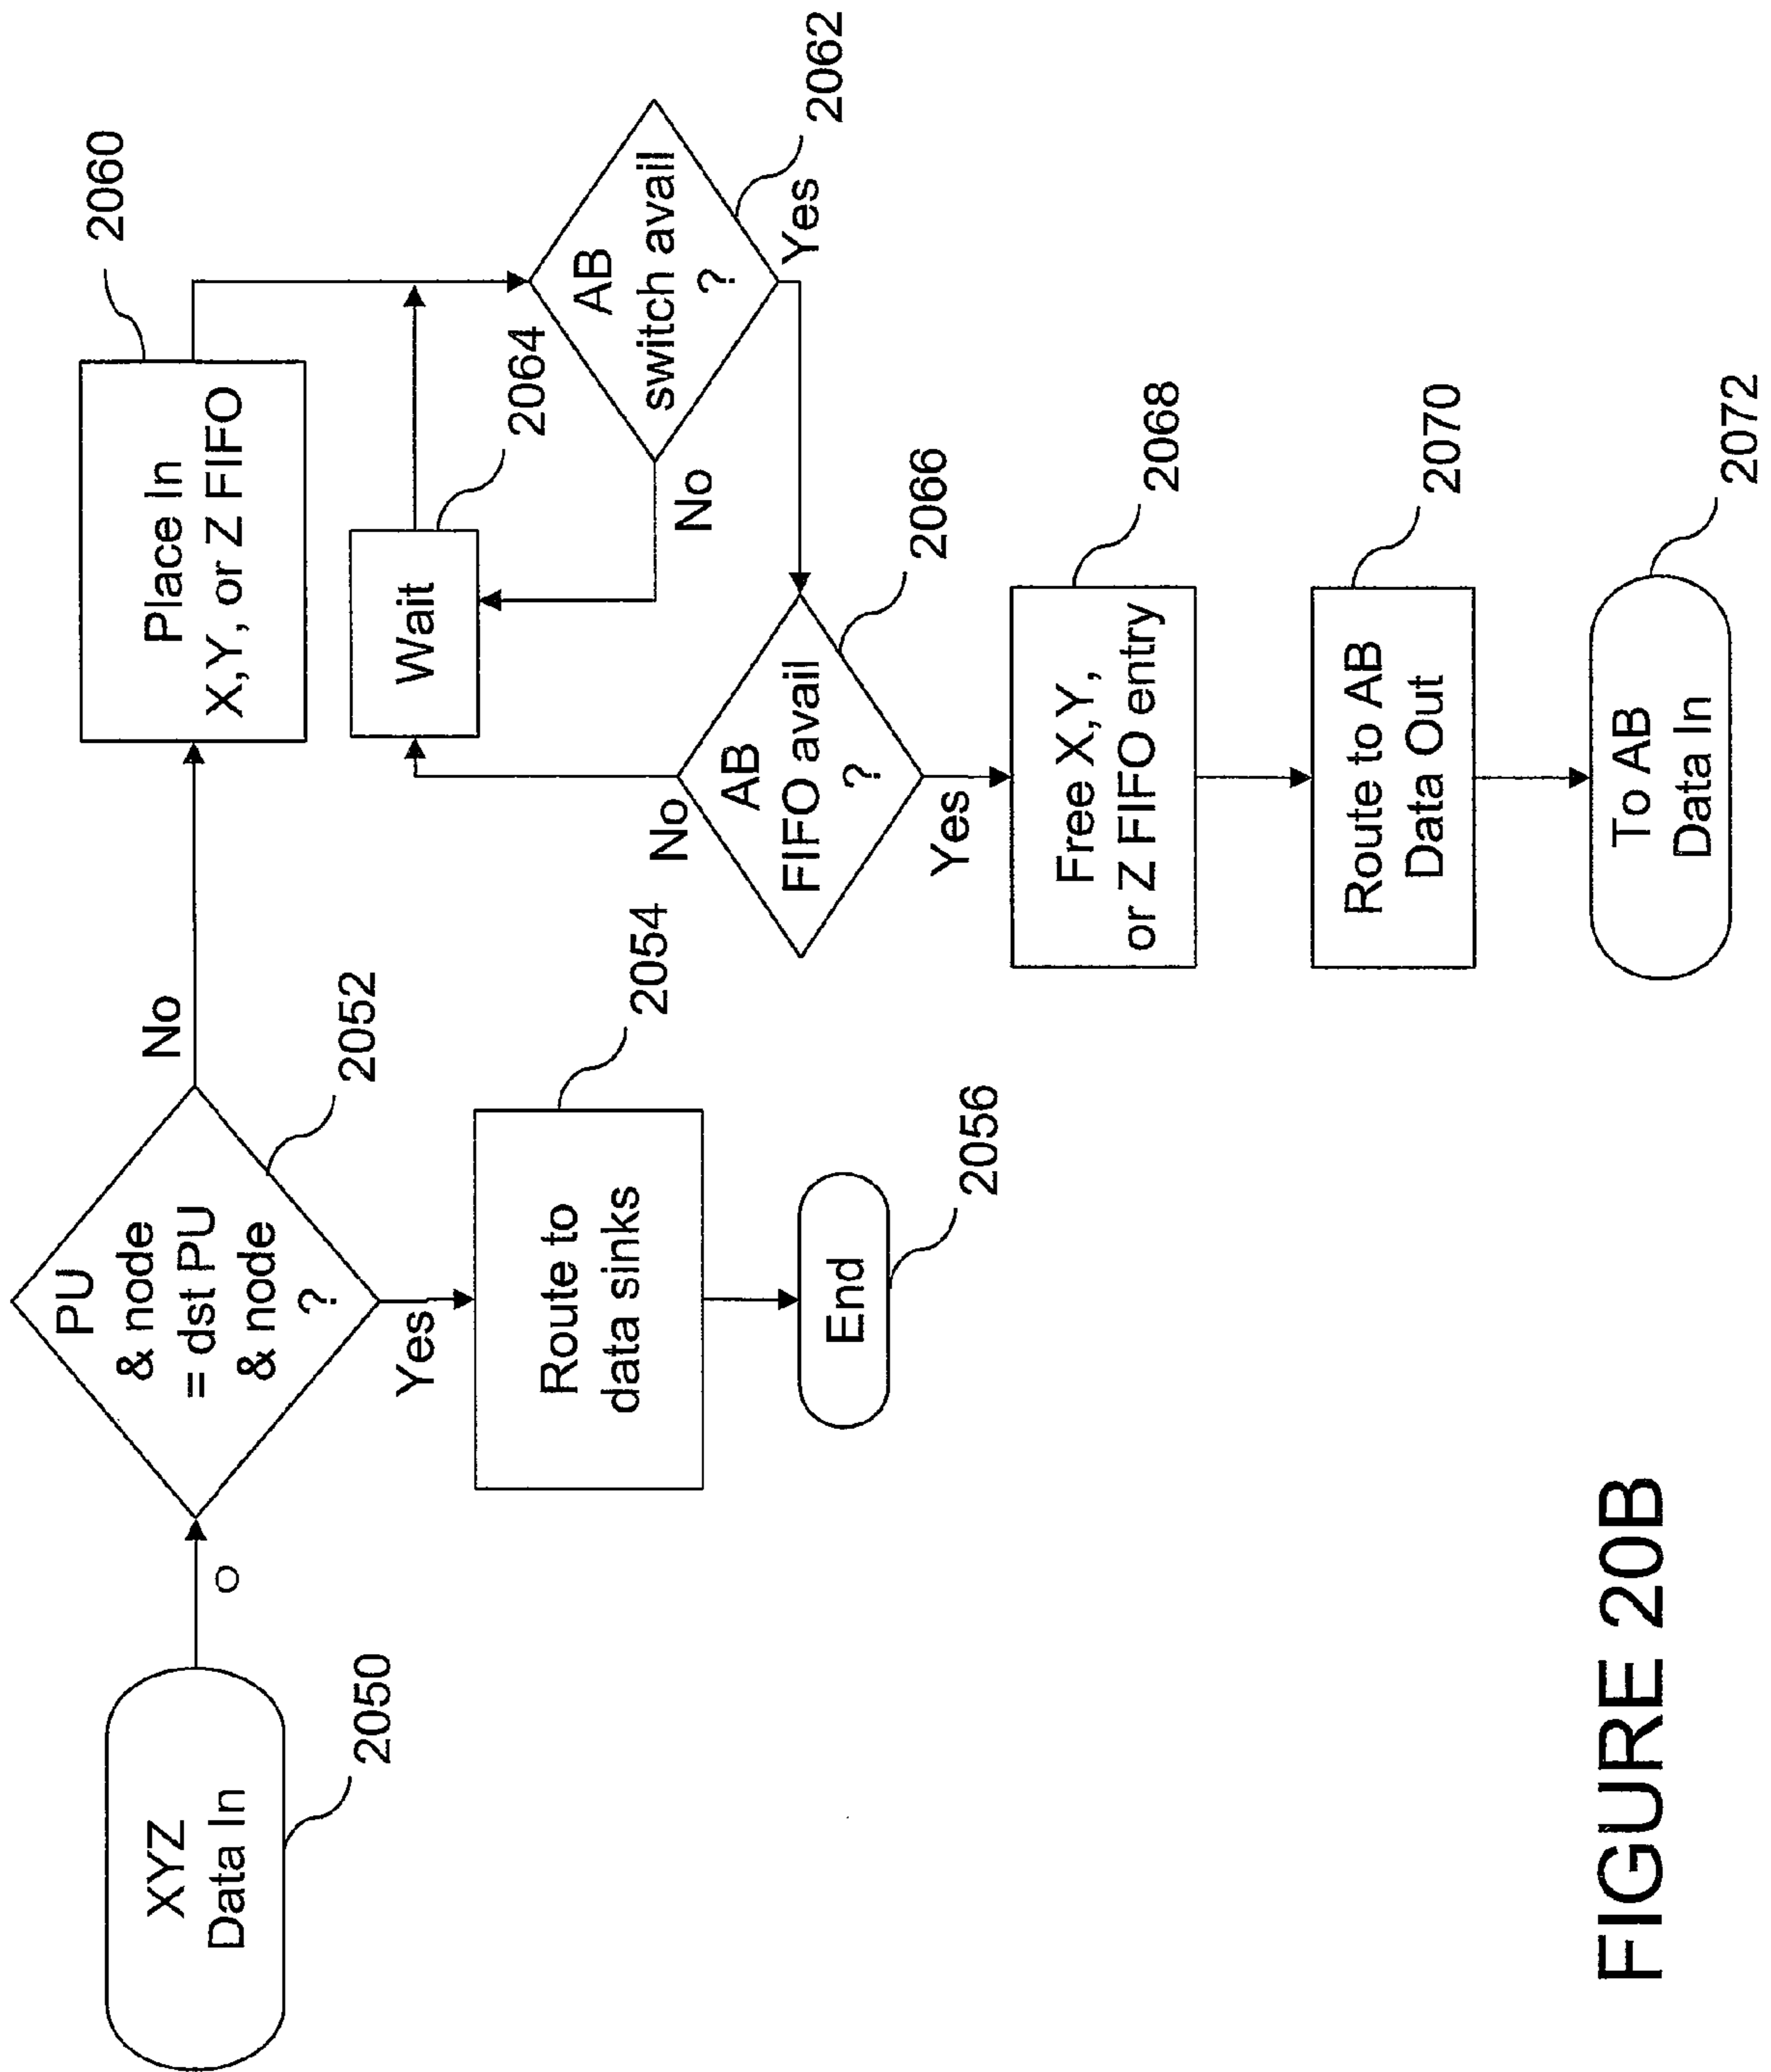 XYZ
Data In
2050
PU
& node
= dst PU
& node
?
2052
No
Yes
Route to
data sinks
2054
End
2056
Place In
X,Y, or Z FIFO
2060
Wait
2064
AB
switch avail
?
2062
No
Yes
AB
FIFO avail
?
2066
No
Yes
Free X,Y,
or Z FIFO entry
2068
Route to AB
Data Out
2070
To AB
Data In
2072
FIGURE 20B